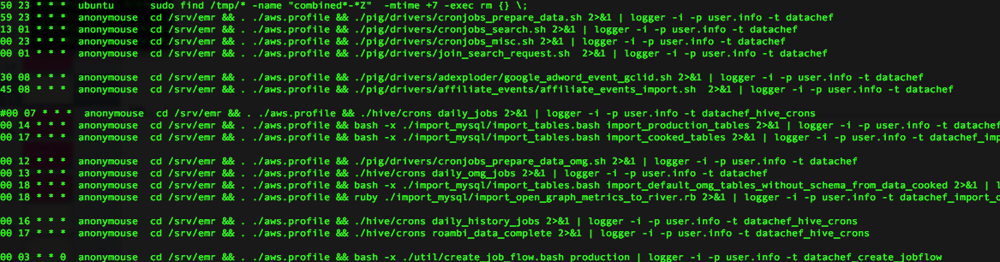 50 23 * * *  ubuntu      sudo find /tmp/* -name "combined*-*Z"  -mtime +7 -exec rm {} \;
59 23 * * *  anonymouse  cd /srv/emr && . ../aws.profile && ./pig/drivers/cronjobs_prepare_data.sh 2>&1 | logger -i -p user.info -t datachef
13 01 * * *  anonymouse  cd /srv/emr && . ../aws.profile && ./pig/drivers/cronjobs_search.sh 2>&1 | logger -i -p user.info -t datachef
00 23 * * *  anonymouse  cd /srv/emr && . ../aws.profile && ./pig/drivers/cronjobs_misc.sh 2>&1 | logger -i -p user.info -t datachef
00 01 * * *  anonymouse  cd /srv/emr && . ../aws.profile && ./pig/drivers/join_search_request.sh  2>&1 | logger -i -p user.info -t datachef
30 08 * * *  anonymouse  cd /srv/emr && . ../aws.profile && ./pig/drivers/adexploder/google_adword_event_gclid.sh 2>&1 | logger -i -p user.info -t datachef
45 08 * * *  anonymouse  cd /srv/emr && . ../aws.profile && ./pig/drivers/affiliate_events/affiliate_events_import.sh  2>&1 | logger -i -p user.info -t datachef
#00 07 * * *  anonymouse  cd /srv/emr && . ../aws.profile && ./hive/crons daily_jobs 2>&1 | logger -i -p user.info -t datachef_hive_crons
00 14 * * *  anonymouse  cd /srv/emr && . ../aws.profile && bash -x ./import_mysql/import_tables.bash import_production_tables 2>&1 | logger -i -p user.info -t datachef
00 17 * * *  anonymouse  cd /srv/emr && . ../aws.profile && bash -x ./import_mysql/import_tables.bash import_cooked_tables 2>&1 | logger -i -p user.info -t datachef_imp
00 12 * * *  anonymouse  cd /srv/emr && . ../aws.profile && ./pig/drivers/cronjobs_prepare_data_omg.sh 2>&1 | logger -i -p user.info -t datachef
00 13 * * *  anonymouse  cd /srv/emr && . ../aws.profile && ./hive/crons daily_omg_jobs 2>&1 | logger -i -p user.info -t datachef
00 18 * * *  anonymouse  cd /srv/emr && . ../aws.profile && bash -x ./import_mysql/import_tables.bash import_default_omg_tables_without_schema_from_data_cooked 2>&1 | l
00 18 * * *  anonymouse  cd /srv/emr && . ../aws.profile && ruby ./import_mysql/import_open_graph_metrics_to_river.rb 2>&1 | logger -i -p user.info -t datachef_import_o
00 16 * * *  anonymouse  cd /srv/emr && . ../aws.profile && ./hive/crons daily_history_jobs 2>&1 | logger -i -p user.info -t datachef_hive_crons
00 17 * * *  anonymouse  cd /srv/emr && . ../aws.profile && ./hive/crons roambi_data_complete 2>&1 | logger -i -p user.info -t datachef_hive_crons
00 03 * * 0  anonymouse  cd /srv/emr && . ../aws.profile && bash -x ./util/create_job_flow.bash production | logger -i -p user.info -t datachef_create_jobflow